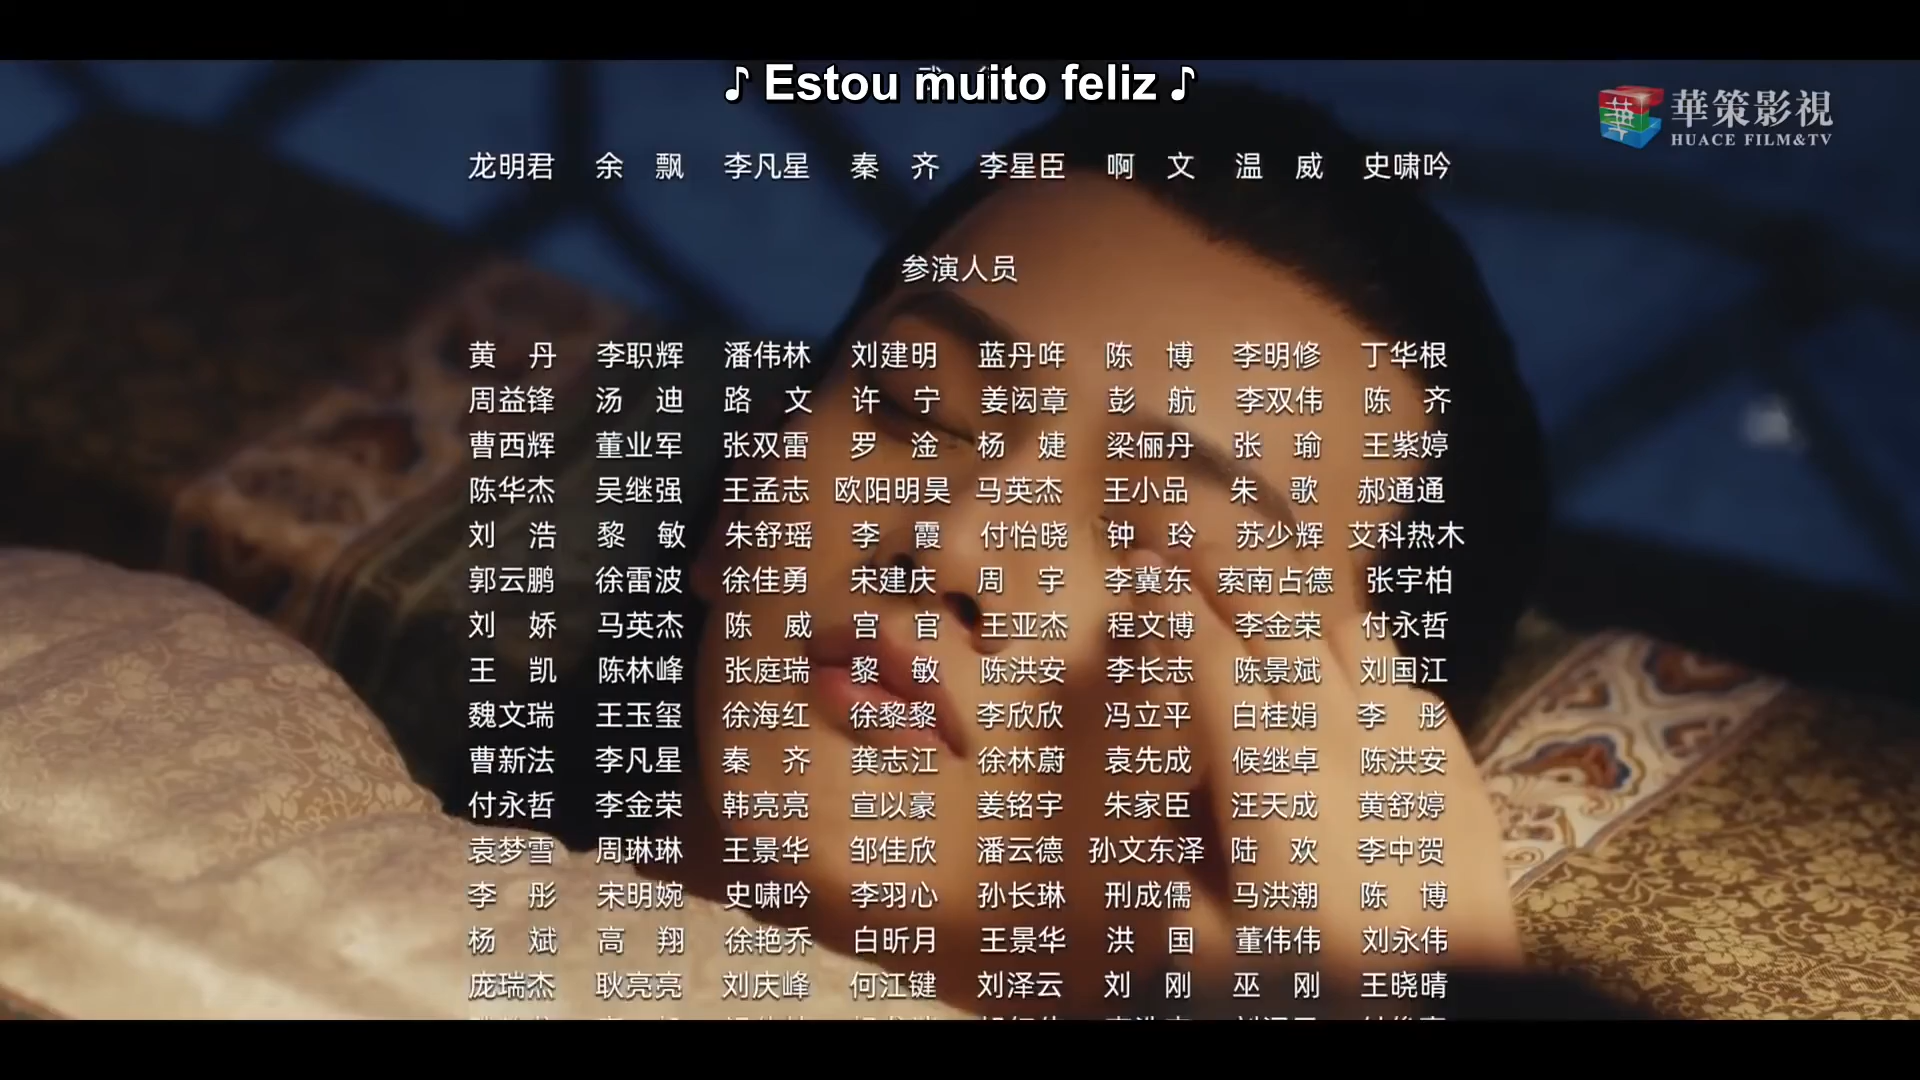 ♪ Estou muito feliz ♪
華策影視
HUACE FILM&TV
龙明君 余飘 李凡星 秦齐 李星臣 啊文 温威 史啸吟
参演人员
黄丹 李职辉 潘伟林 刘建明 蓝丹哞 陈博 李明修 丁华根
周益锋 汤迪 路文 许宁 姜闳章 彭航 李双伟 陈齐
曹西辉 董业军 张双雷 罗淦 杨婕 梁俪丹 张瑜 王紫婷
陈华杰 吴继强 王孟志 欧阳明昊 马英杰 王小品 朱歌 郝通通
刘浩 黎敏 朱舒瑶 李霞 付怡晓 钟玲 苏少辉 艾科热木
郭云鹏 徐雷波 徐佳勇 宋建庆 周宇 李冀东 索南占德 张宇柏
刘娇 马英杰 陈威 宫官 王亚杰 程文博 李金荣 付永哲
王凯 陈林峰 张庭瑞 黎敏 陈洪安 李长志 陈景斌 刘国江
魏文瑞 王玉玺 徐海红 徐黎黎 李欣欣 冯立平 白桂娟 李彤
曹新法 李凡星 秦齐 龚志江 徐林蔚 袁先成 候继卓 陈洪安
付永哲 李金荣 韩亮亮 宣以豪 姜铭宇 朱家臣 汪天成 黄舒婷
袁梦雪 周琳琳 王景华 邹佳欣 潘云德 孙文东泽 陆欢 李中贺
李彤 宋明婉 史啸吟 李羽心 孙长琳 刑成儒 马洪潮 陈博
杨斌 高翔 徐艳乔 白昕月 王景华 洪国 董伟伟 刘永伟
庞瑞杰 耿亮亮 刘庆峰 何江键 刘泽云 刘刚 巫刚 王晓晴